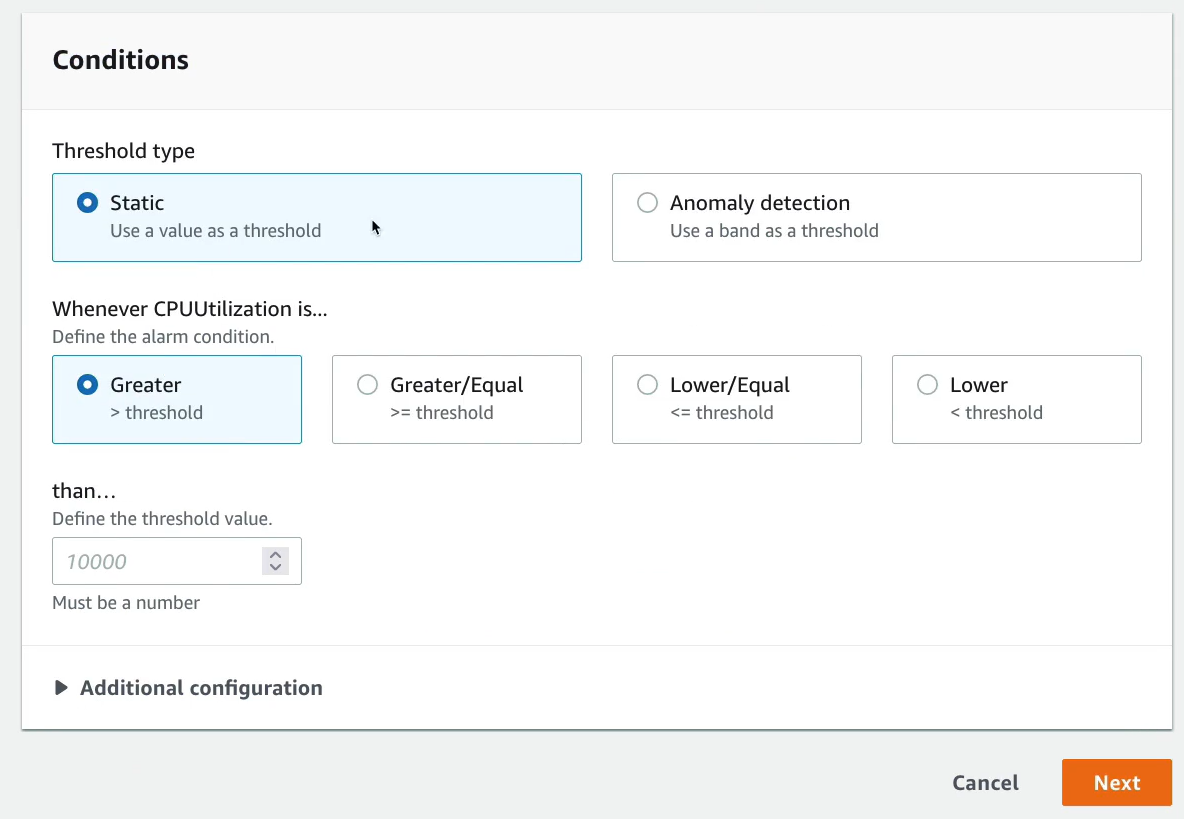 Conditions
Threshold type
Static
Use a value as a threshold
Anomaly detection
Use a band as a threshold
Whenever CPUUtilization is...
Define the alarm condition.
Greater
> threshold
Greater/Equal
>= threshold
Lower/Equal
<= threshold
Lower
< threshold
than...
Define the threshold value.
10000
Must be a number
Additional configuration
Cancel
Next